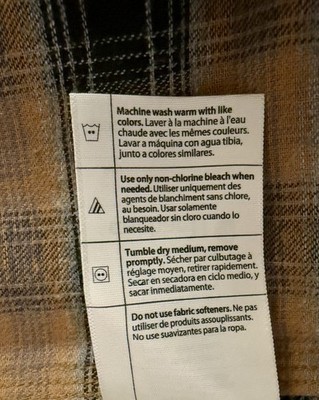 Machine wash warm with like
colors. Laver à la machine à l'eau
chaude avec les mêmes couleurs.
Lavar a máquina con agua tibia,
junto a colores similares.
Use only non-chlorine bleach when
needed. Utiliser uniquement des
agents de blanchiment sans chlore,
au besoin. Usar solamente
blanqueador sin cloro cuando lo
necesite.
Tumble dry medium, remove
promptly. Sécher par culbutage à
réglage moyen, retirer rapidement.
Secar en secadora en ciclo medio, y
sacar inmediatamente.
Do not use fabric softeners. Ne pas
utiliser de produits assouplissants.
No use suavizantes para la ropa.